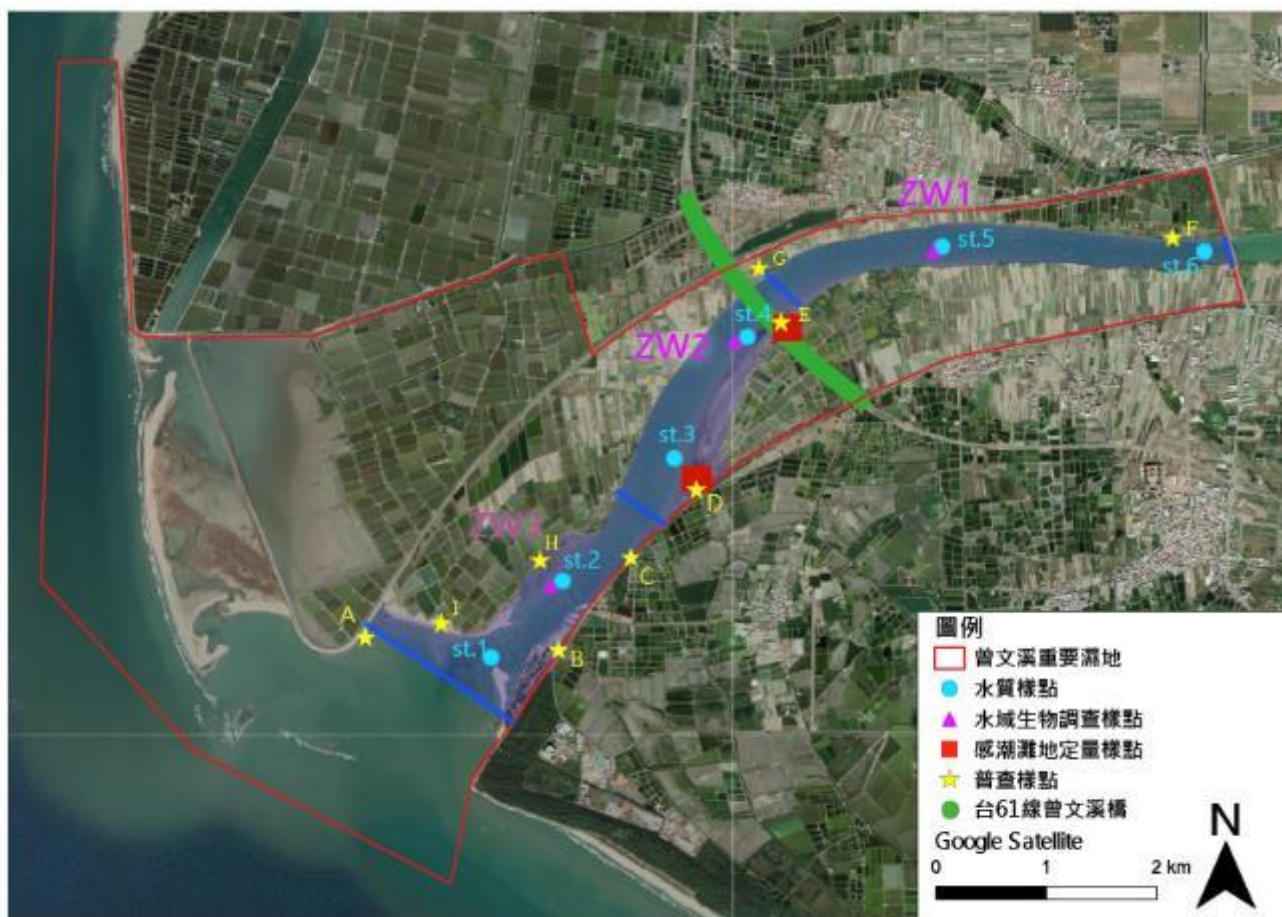 ZW1
F
st.5
st.6
G
E
st.4
ZW2
st.3
D
ZW3
H
st.2
C
I
A
B
st.1
圖例
曾文溪重要濕地
水質樣點
水域生物調查樣點
感潮灘地定量樣點
普查樣點
台61線曾文溪橋
Google Satellite
0 1 2 km
N